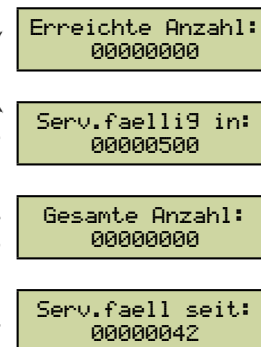 Erreichte Anzahl:
00000000
Serv.faellig in:
00000500
Gesamte Anzahl:
00000000
Serv.faell seit:
00000042